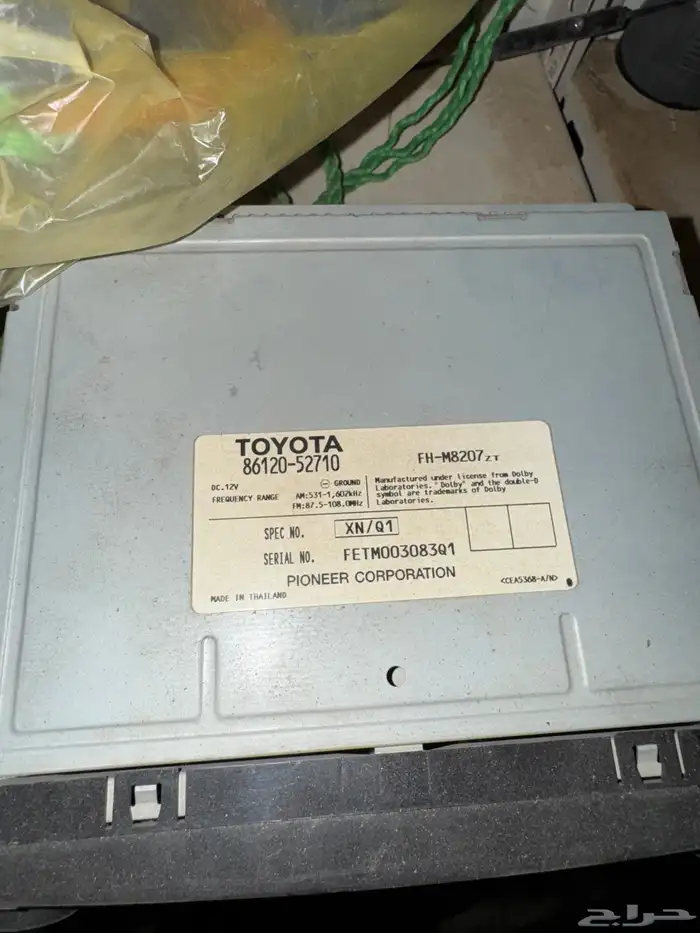 TOYOTA
86120-52710
FH-M8207ZT
DC.12V
⊖ GROUND
FREQUENCY RANGE
AM:531-1,602kHz
FM:87.5-108.0MHz
Manufactured under license from Dolby
Laboratories. "Dolby" and the double-D
symbol are trademarks of Dolby
Laboratories.
SPEC NO. XN/Q1
SERIAL NO. FETM003083Q1
PIONEER CORPORATION
MADE IN THAILAND
<CEA5368-A/N>
حراج